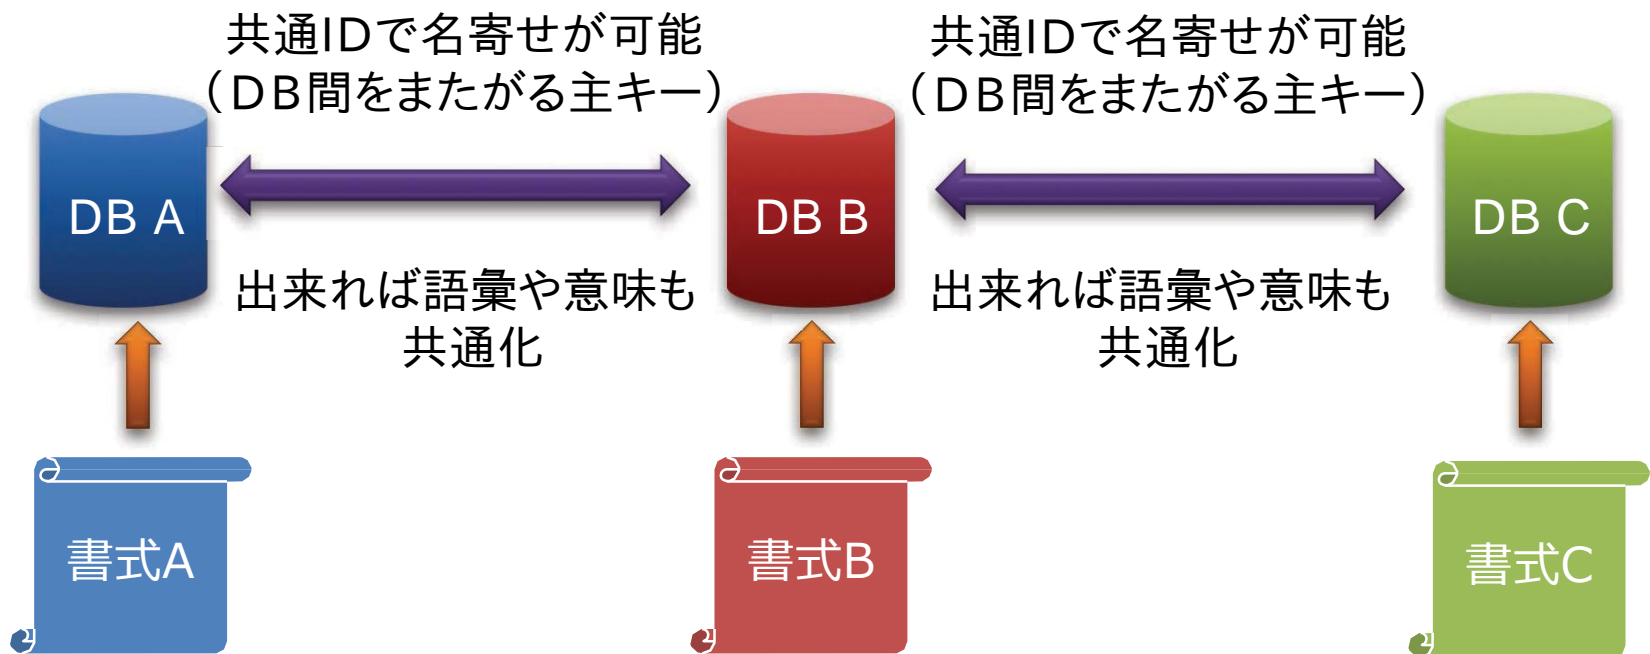 共通IDで名寄せが可能
（ＤＢ間をまたがる主キー）
共通IDで名寄せが可能
（ＤＢ間をまたがる主キー）
DB A
DB B
DB C
出来れば語彙や意味も
共通化
出来れば語彙や意味も
共通化
書式A
書式B
書式C